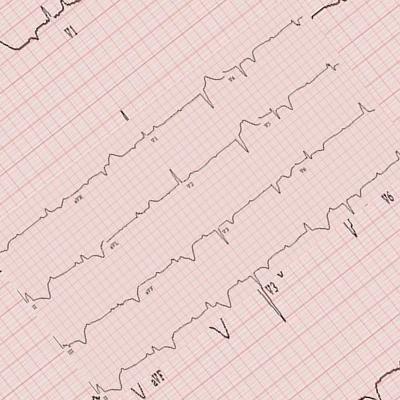 V1
aVR V1 V4
II aVL V2 V5
III aVF V3 V6
aVF V3 V6